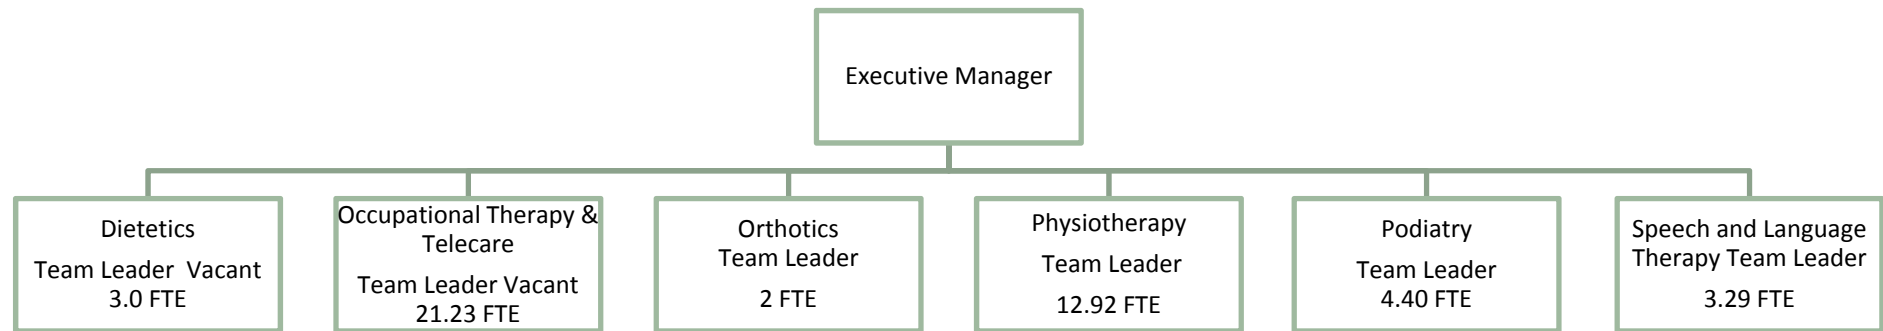 Executive Manager
Dietetics
Team Leader  Vacant
3.0 FTE
Occupational Therapy &
Telecare
Team Leader Vacant
21.23 FTE
Orthotics
Team Leader
2 FTE
Physiotherapy
Team Leader
12.92 FTE
Podiatry
Team Leader
4.40 FTE
Speech and Language
Therapy Team Leader
3.29 FTE